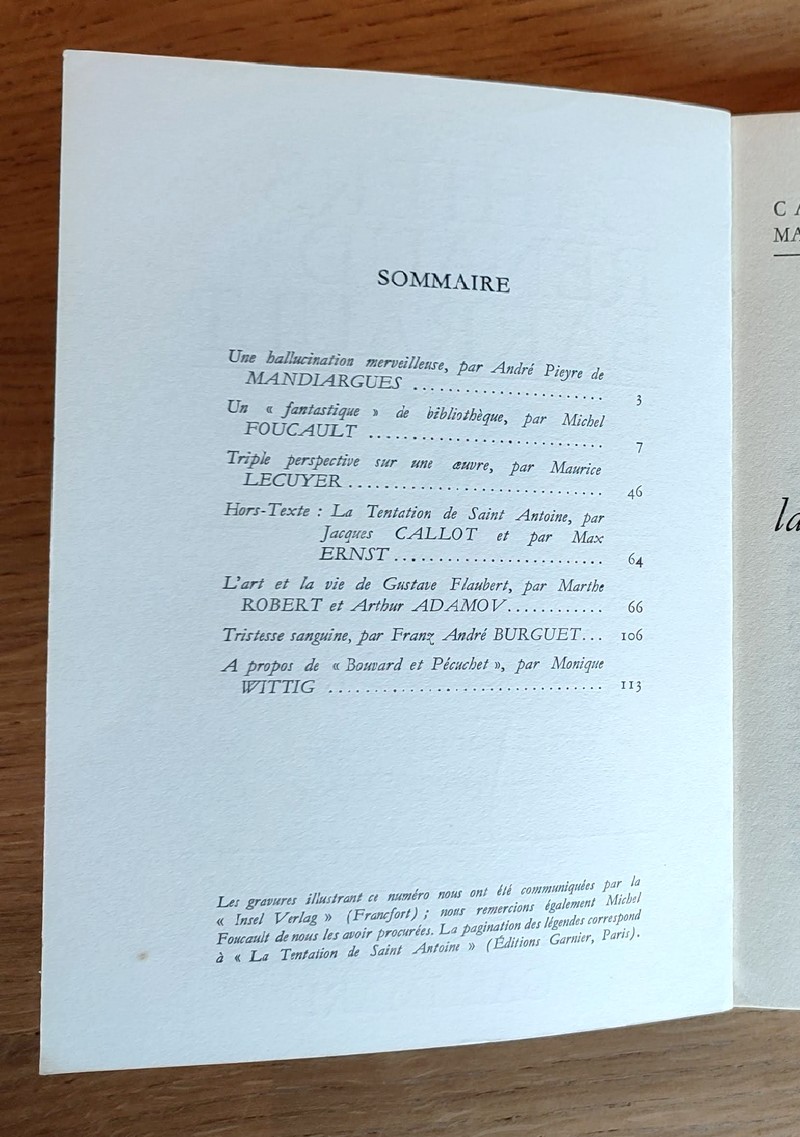 SOMMAIRE
Une hallucination merveilleuse, par André Pieyre de
MANDIARGUES ........................ 3
Un « fantastique » de bibliothèque, par Michel
FOUCAULT ............................ 7
Triple perspective sur une œuvre, par Maurice
LECUYER .............................. 46
Hors-Texte : La Tentation de Saint Antoine, par
Jacques CALLOT et par Max
ERNST ........................ 64
L'art et la vie de Gustave Flaubert, par Marthe
ROBERT et Arthur ADAMOV............ 66
Tristesse sanguine, par Franz André BURGUET... 106
A propos de « Bouvard et Pécuchet », par Monique
WITTIG ................................ 113
Les gravures illustrant ce numéro nous ont été communiquées par la
« Insel Verlag » (Francfort) ; nous remercions également Michel
Foucault de nous les avoir procurées. La pagination des légendes correspond
à « La Tentation de Saint Antoine » (Éditions Garnier, Paris).
CA
MA
la